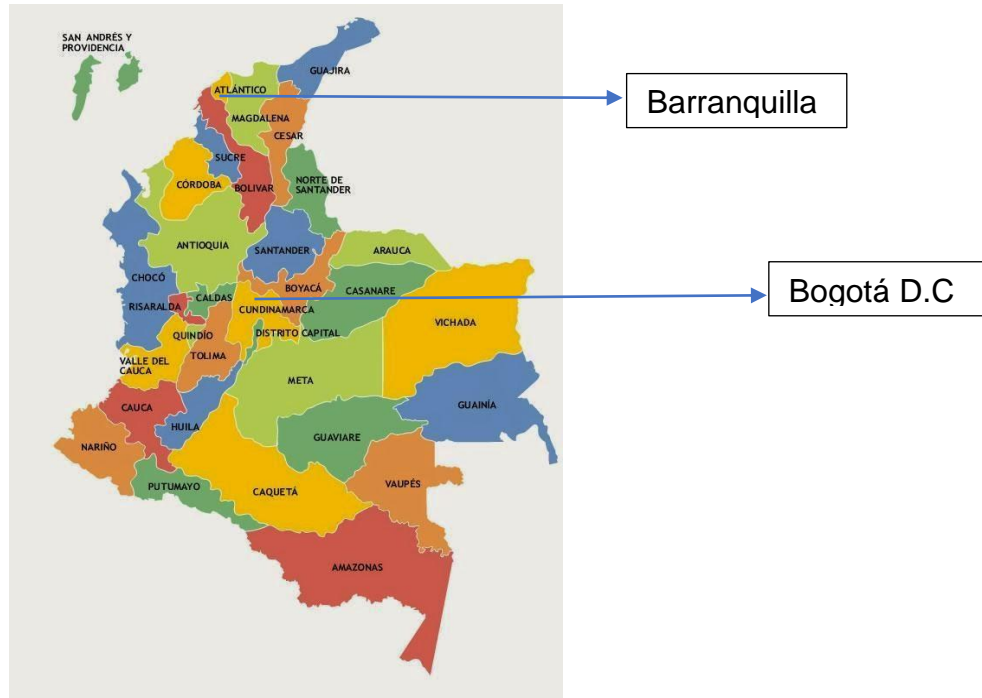 SAN ANDRÉS Y
PROVIDENCIA
GUAJIRA
ATLÁNTICO
Barranquilla
MAGDALENA
CESAR
SUCRE
NORTE DE
SANTANDER
CÓRDOBA
BOLIVAR
ANTIOQUIA
SANTANDER
ARAUCA
CHOCÓ
BOYACÁ
CASANARE
Bogotá D.C
CALDAS
RISARALDA
CUNDINAMARCA
VICHADA
QUINDÍO
DISTRITO CAPITAL
TOLIMA
VALLE DEL
CAUCA
META
CAUCA
GUAINÍA
HUILA
GUAVIARE
NARIÑO
VAUPÉS
PUTUMAYO
CAQUETÁ
AMAZONAS